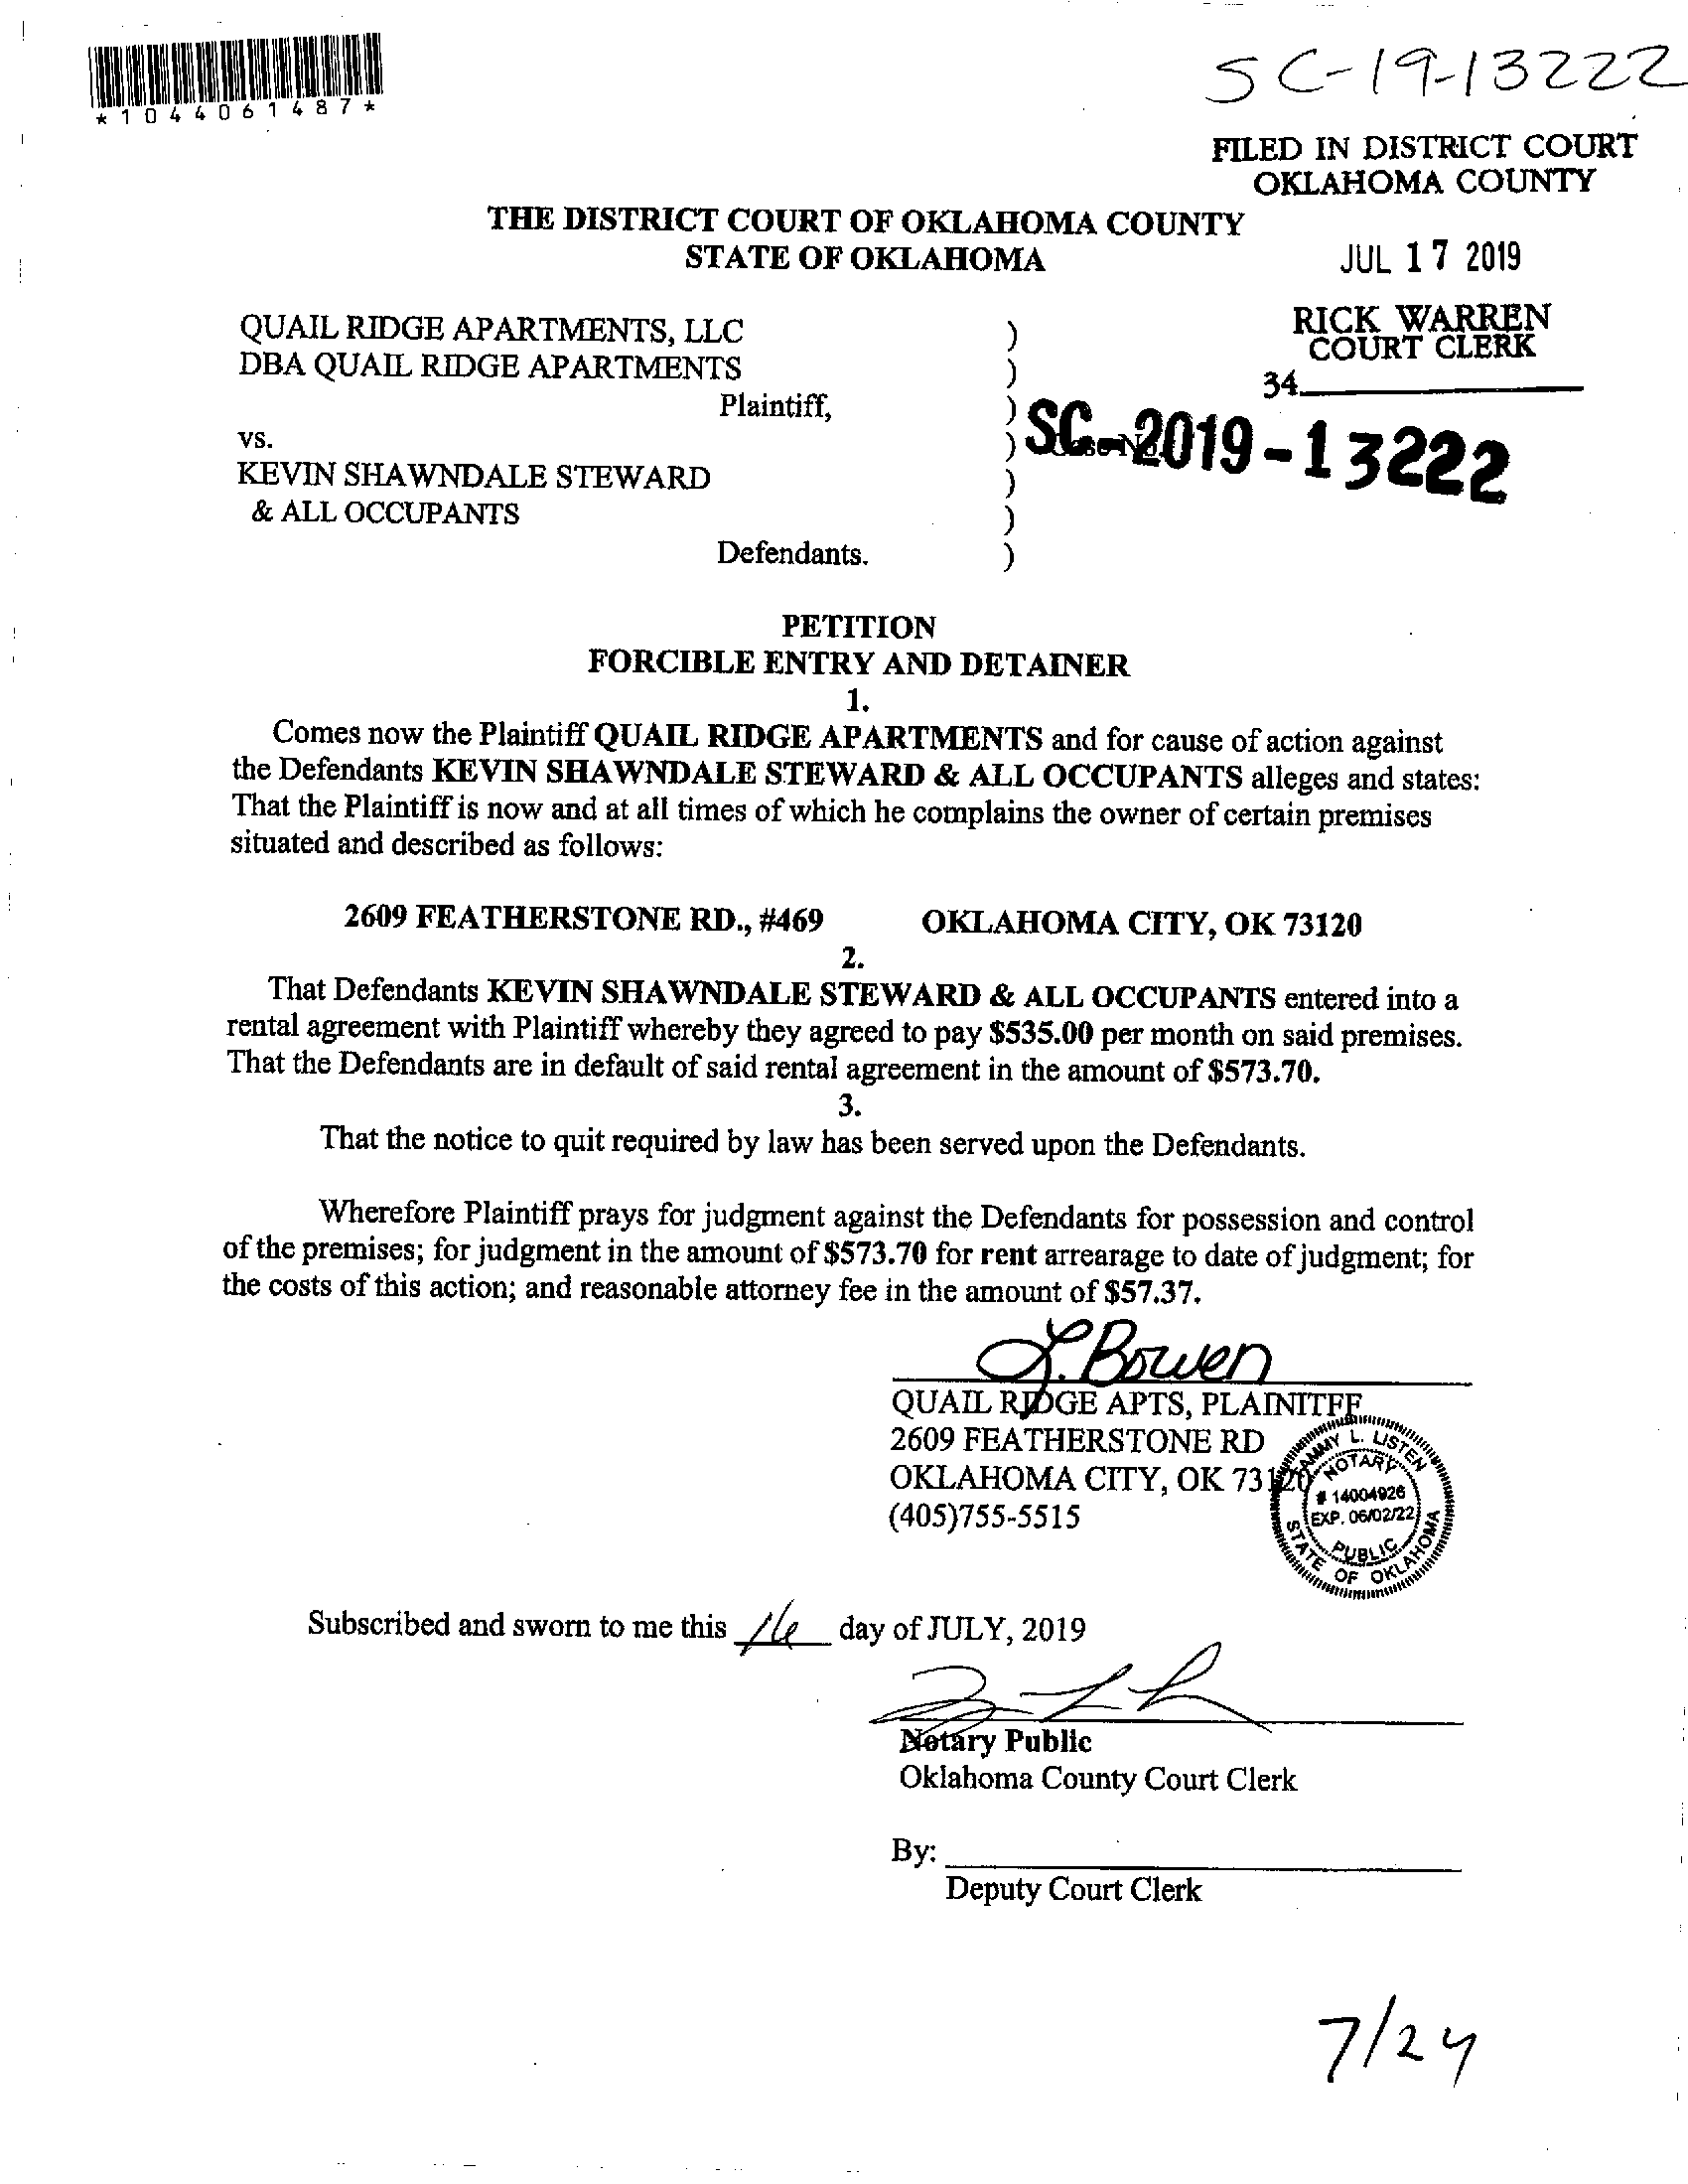 SC-19-13222
*1044061487*
FILED IN DISTRICT COURT
OKLAHOMA COUNTY
THE DISTRICT COURT OF OKLAHOMA COUNTY
STATE OF OKLAHOMA
JUL 17 2019
RICK WARREN
COURT CLERK
34
QUAIL RIDGE APARTMENTS, LLC )
DBA QUAIL RIDGE APARTMENTS )
Plaintiff, )
vs. ) SC-2019-13222
KEVIN SHAWNDALE STEWARD )
& ALL OCCUPANTS )
Defendants. )
PETITION
FORCIBLE ENTRY AND DETAINER
1.
Comes now the Plaintiff QUAIL RIDGE APARTMENTS and for cause of action against
the Defendants KEVIN SHAWNDALE STEWARD & ALL OCCUPANTS alleges and states:
That the Plaintiff is now and at all times of which he complains the owner of certain premises
situated and described as follows:
2609 FEATHERSTONE RD., #469 OKLAHOMA CITY, OK 73120
2.
That Defendants KEVIN SHAWNDALE STEWARD & ALL OCCUPANTS entered into a
rental agreement with Plaintiff whereby they agreed to pay $535.00 per month on said premises.
That the Defendants are in default of said rental agreement in the amount of $573.70.
3.
That the notice to quit required by law has been served upon the Defendants.
Wherefore Plaintiff prays for judgment against the Defendants for possession and control
of the premises; for judgment in the amount of $573.70 for rent arrearage to date of judgment; for
the costs of this action; and reasonable attorney fee in the amount of $57.37.
L. Bowen
QUAIL RIDGE APTS, PLAINITFF
2609 FEATHERSTONE RD
OKLAHOMA CITY, OK 73120
(405)755-5515
L. LISTEN
NOTARY
# 14004926
EXP. 06/02/22
PUBLIC
STATE OF OKLAHOMA
Subscribed and sworn to me this 16 day of JULY, 2019
Notary Public
Oklahoma County Court Clerk
By:
Deputy Court Clerk
7/24